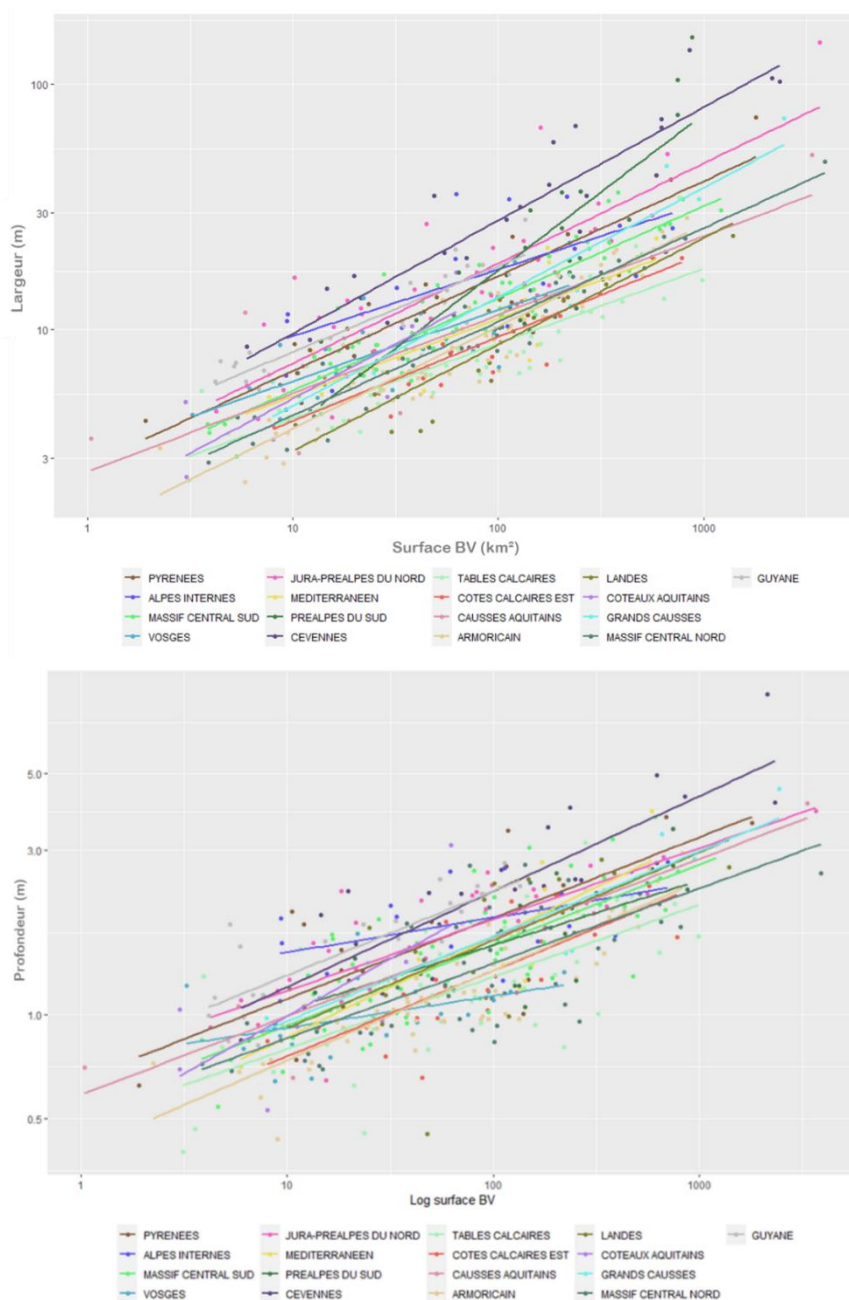 100
30
10
3
Largeur (m)
1
10
100
1000
Surface BV (km²)
PYRENEES
JURA-PREALPES DU NORD
TABLES CALCAIRES
LANDES
GUYANE
ALPES INTERNES
MEDITERRANEEN
COTES CALCAIRES EST
COTEAUX AQUITAINS
MASSIF CENTRAL SUD
PREALPES DU SUD
CAUSSES AQUITAINS
GRANDS CAUSSES
VOSGES
CEVENNES
ARMORICAIN
MASSIF CENTRAL NORD
5.0
3.0
1.0
0.5
Profondeur (m)
1
10
100
1000
Log surface BV
PYRENEES
JURA-PREALPES DU NORD
TABLES CALCAIRES
LANDES
GUYANE
ALPES INTERNES
MEDITERRANEEN
COTES CALCAIRES EST
COTEAUX AQUITAINS
MASSIF CENTRAL SUD
PREALPES DU SUD
CAUSSES AQUITAINS
GRANDS CAUSSES
VOSGES
CEVENNES
ARMORICAIN
MASSIF CENTRAL NORD